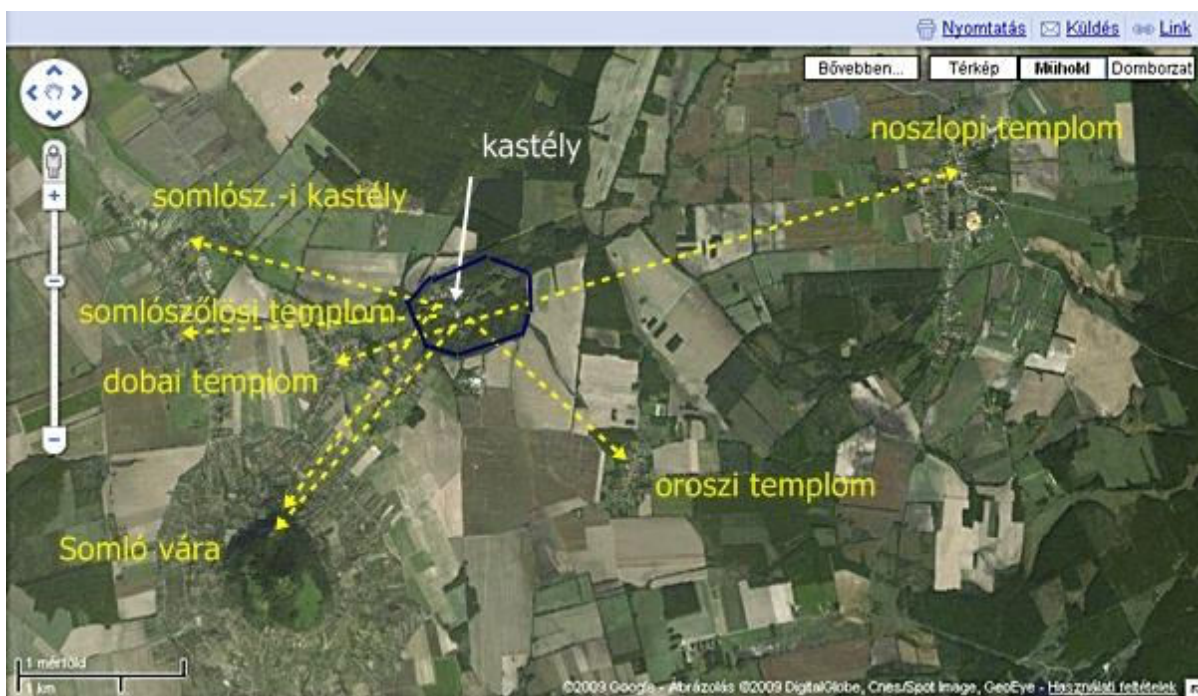 Nyomtatás Küldés Link
Bővebben... Térkép Műhold Domborzat
noszlopi templom
kastély
somlósz.-i kastély
somlószőlősi templom
dobai templom
oroszi templom
Somló vára
1 mérföld
1 km
©2009 Google - Ábrázolás ©2009 DigitalGlobe, Cnes/Spot Image, GeoEye - Használati feltételek